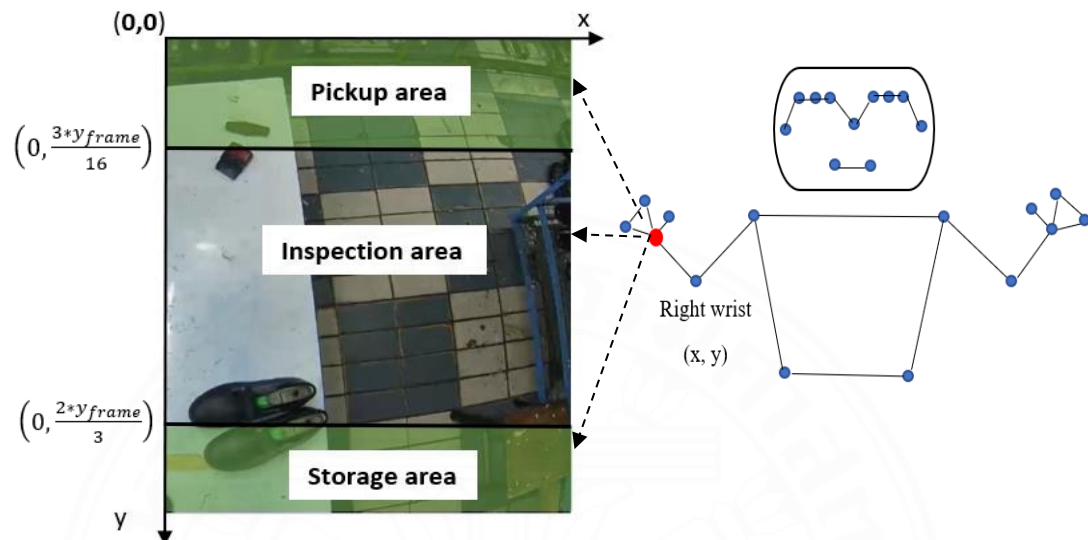 (0,0)
x
Pickup area
(0, 3*y_frame/16)
Inspection area
Right wrist
(x, y)
(0, 2*y_frame/3)
Storage area
y